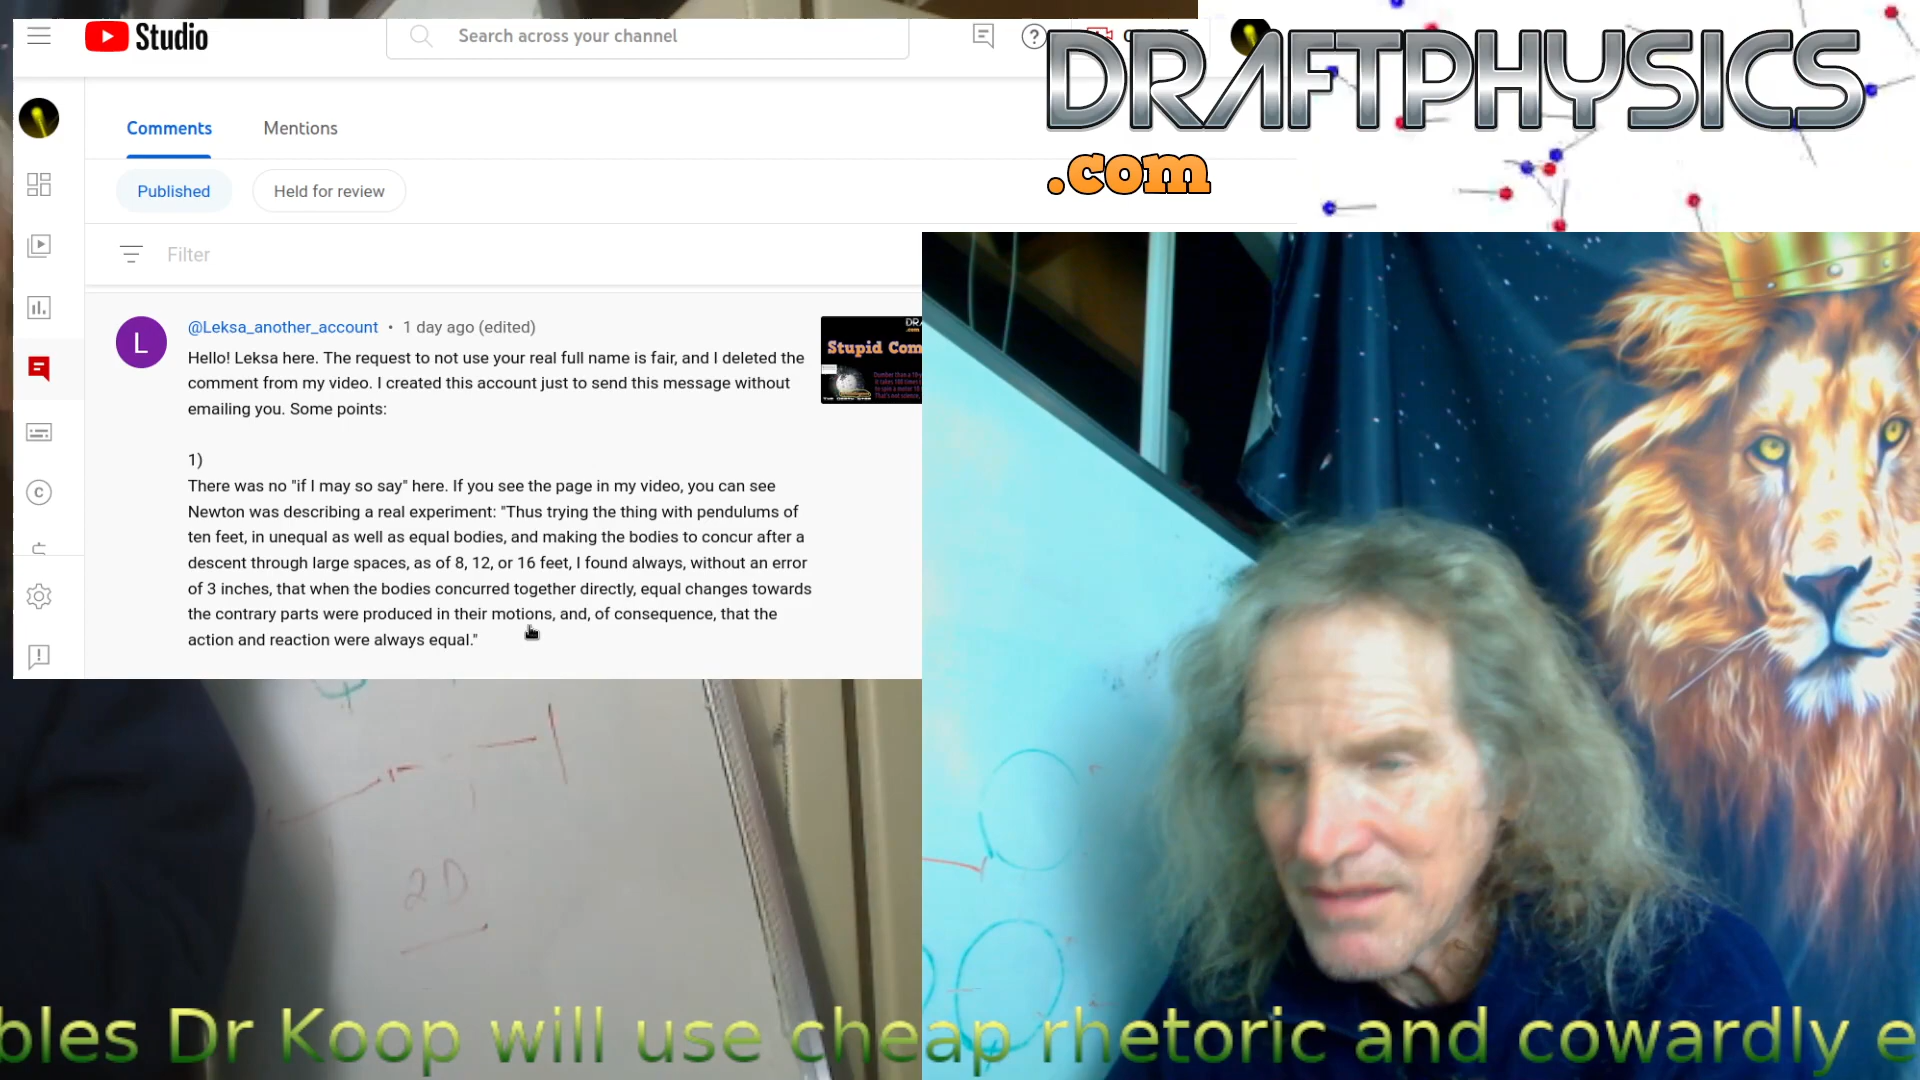 Studio
Search across your channel
DRAFTPHYSICS
.com
Comments
Mentions
Published
Held for review
Filter
@Leksa_another_account • 1 day ago (edited)
Hello! Leksa here. The request to not use your real full name is fair, and I deleted the
comment from my video. I created this account just to send this message without
emailing you. Some points:
1)
There was no "if I may so say" here. If you see the page in my video, you can see
Newton was describing a real experiment: "Thus trying the thing with pendulums of
ten feet, in unequal as well as equal bodies, and making the bodies to concur after a
descent through large spaces, as of 8, 12, or 16 feet, I found always, without an error
of 3 inches, that when the bodies concurred together directly, equal changes towards
the contrary parts were produced in their motions, and, of consequence, that the
action and reaction were always equal."
L
Stupid Com
2D
bles Dr Koop will use cheap rhetoric and cowardly e